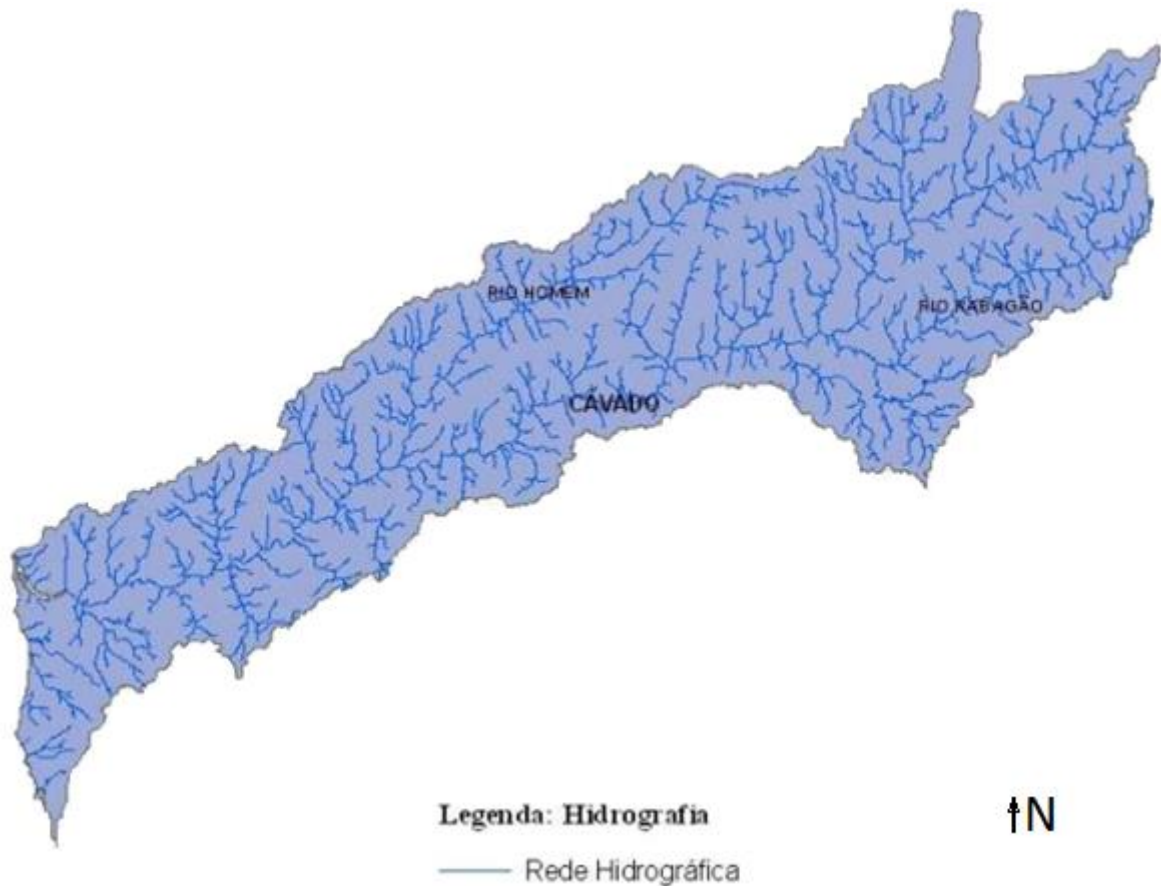 RIO HOMEM
RIO RABAGÃO
CÁVADO
Legenda: Hidrografia
N
Rede Hidrográfica